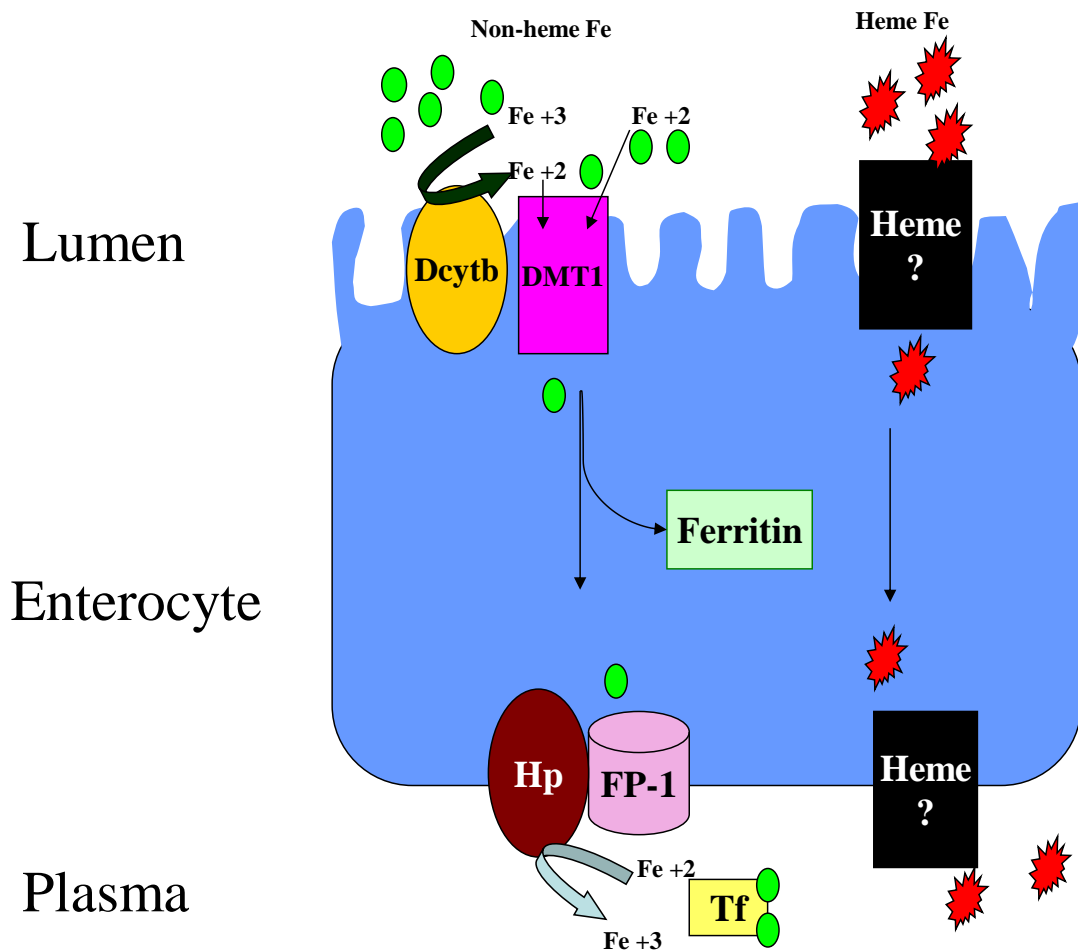 Non-heme Fe
Heme Fe
Fe +3
Fe +2
Fe +2
Lumen
Dcytb
DMT1
Heme
?
Ferritin
Enterocyte
Hp
FP-1
Heme
?
Plasma
Fe +2
Tf
Fe +3